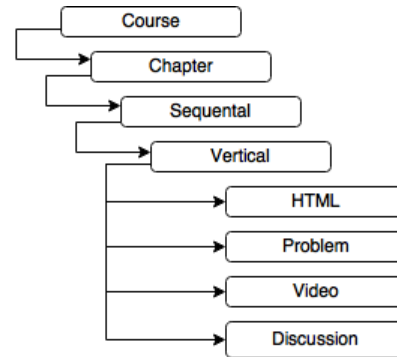 Course
Chapter
Sequental
Vertical
HTML
Problem
Video
Discussion